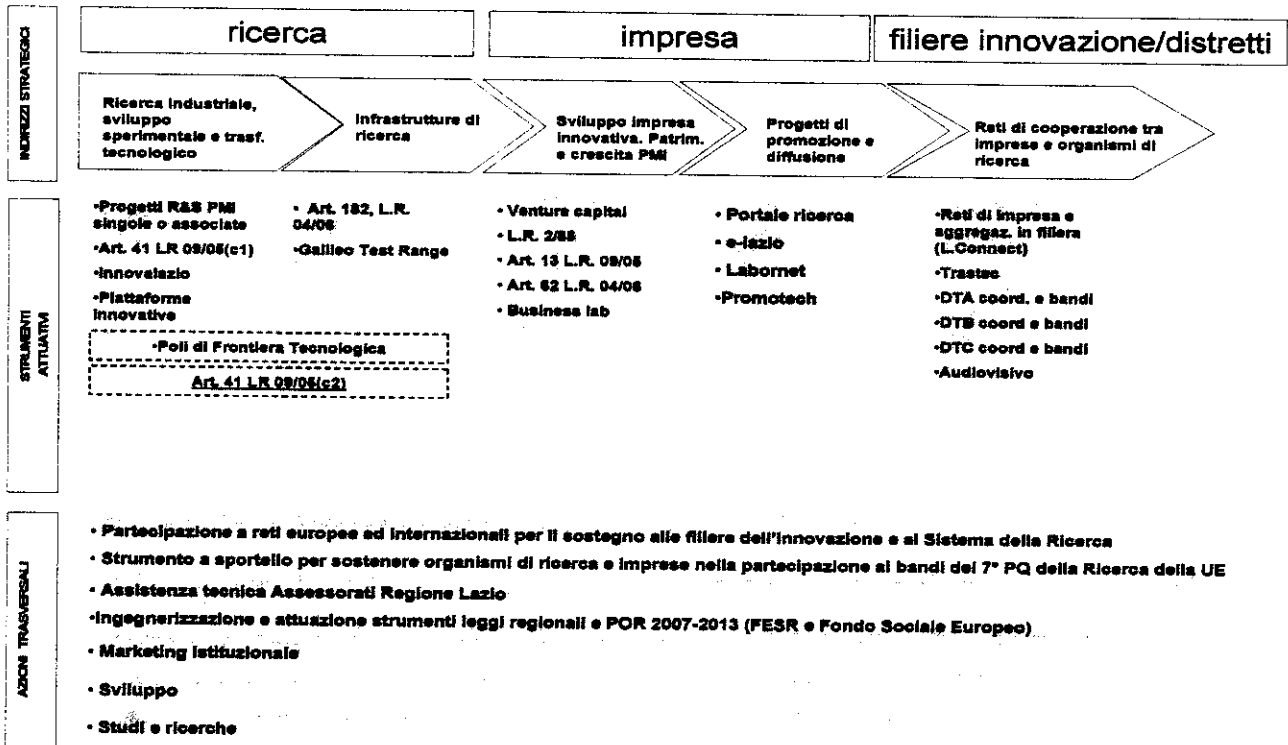 ricerca
impresa
filiere innovazione/distretti
INDIRIZZI STRATEGICI
Ricerca industriale,
sviluppo
sperimentale e trasf.
tecnologico
Infrastrutture di
ricerca
Sviluppo impresa
innovativa. Patrim.
e crescita PMI
Progetti di
promozione e
diffusione
Reti di cooperazione tra
imprese e organismi di
ricerca
STRUMENTI
ATTUATIVI
•Progetti R&S PMI
singole o associate
•Art. 41 LR 09/05(c1)
•Innovalazio
•Piattaforme
innovative
•Poli di Frontiera Tecnologica
Art. 41 LR 09/05(c2)
• Art. 182, L.R.
04/06
•Galileo Test Range
• Venture capital
• L.R. 2/85
• Art. 13 L.R. 09/05
• Art. 62 L.R. 04/06
• Business lab
• Portale ricerca
• e-lazio
• Labornet
•Promotech
•Reti di impresa e
aggregaz. in filiera
(L.Connect)
•Trastec
•DTA coord. e bandi
•DTB coord e bandi
•DTC coord e bandi
•Audiovisivo
AZIONI TRASVERSALI
• Partecipazione a reti europee ed internazionali per il sostegno alle filiere dell'innovazione e al Sistema della Ricerca
• Strumento a sportello per sostenere organismi di ricerca e imprese nella partecipazione ai bandi del 7° PQ della Ricerca della UE
• Assistenza tecnica Assessorati Regione Lazio
•Ingegnerizzazione e attuazione strumenti leggi regionali e POR 2007-2013 (FESR e Fondo Sociale Europeo)
• Marketing istituzionale
• Sviluppo
• Studi e ricerche